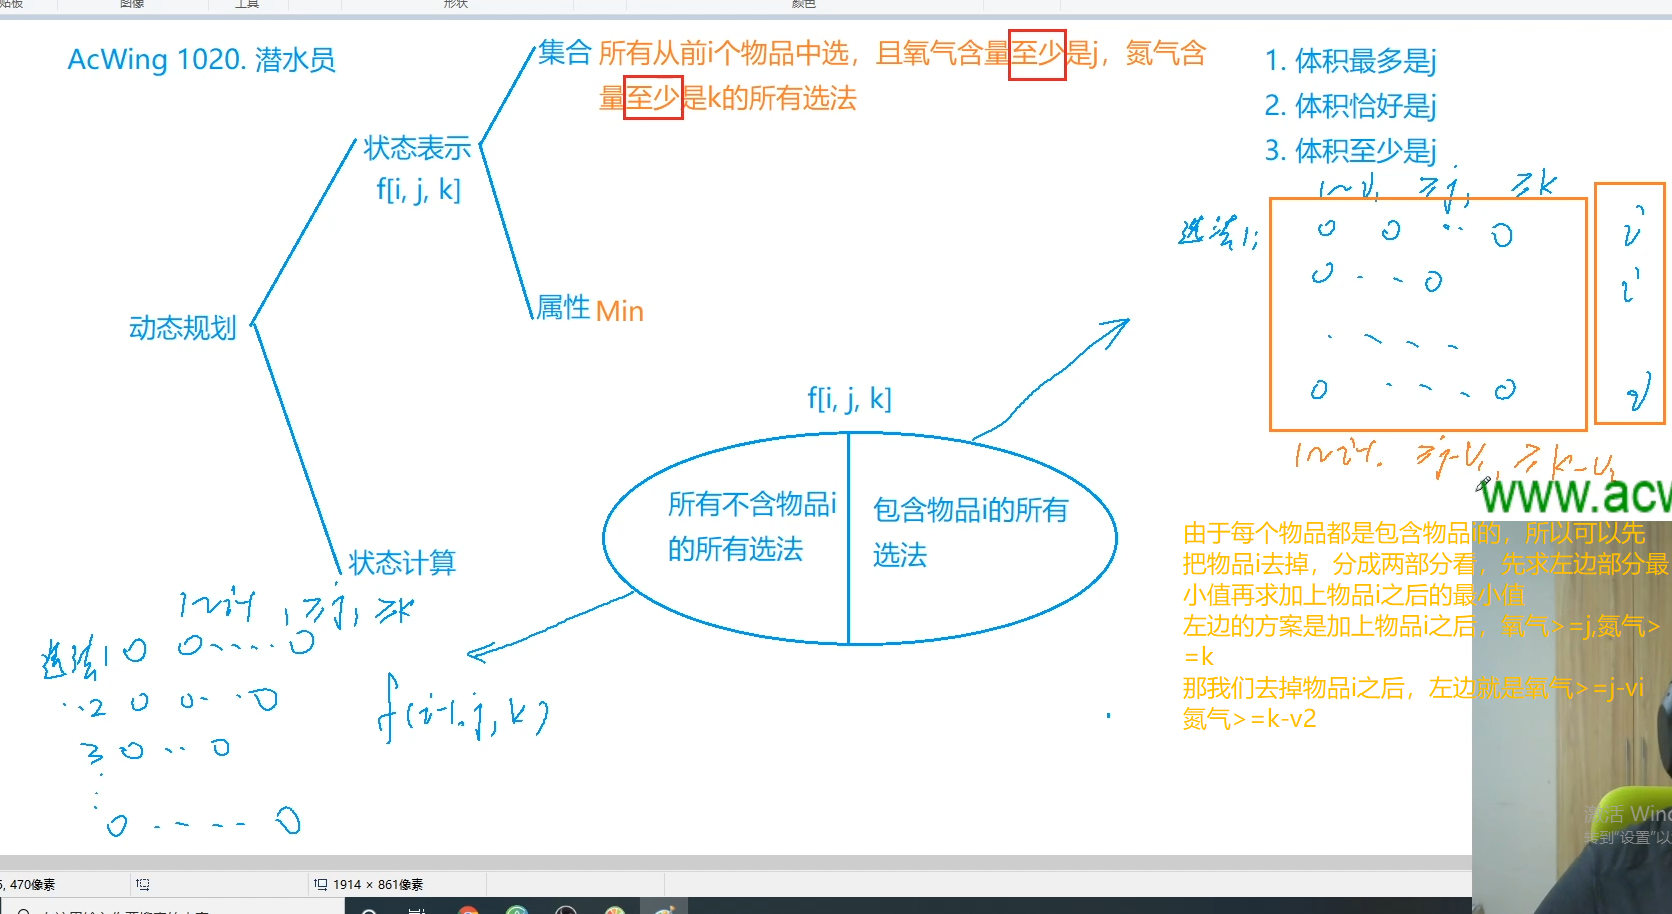 图像
工具
形状
颜色
AcWing 1020. 潜水员
集合 所有从前i个物品中选，且氧气含量至少是j，氮气含
量至少是k的所有选法
1. 体积最多是j
2. 体积恰好是j
3. 体积至少是j
状态表示
f[i, j, k]
≥j, ≥k
选法1:
0 0 ·· 0 i
0 · - - 0 i
0 - - - 0 i
属性 Min
动态规划
f[i, j, k]
所有不含物品i
的所有选法
包含物品i的所有
选法
1~i-1. ≥j-v1, ≥k-v2
www.acw
由于每个物品都是包含物品i的，所以可以先
把物品i去掉，分成两部分看，先求左边部分最
小值再求加上物品i之后的最小值
左边的方案是加上物品i之后，氧气>=j,氮气>
=k
那我们去掉物品i之后，左边就是氧气>=j-vi
氮气>=k-v2
状态计算
1~i-1, ≥j, ≥k
选法1 0 0 ---- 0
··2 0 0 - ·0
3 0 ·· 0
0 · - - - 0
f(i-1, j, k)
激活 Wind
转到"设置"以
, 470像素
1914 × 861像素